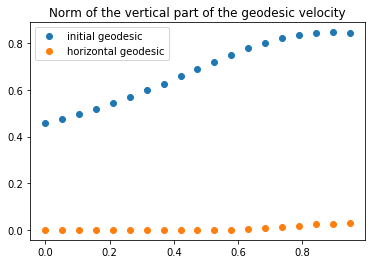 Norm of the vertical part of the geodesic velocity
initial geodesic
horizontal geodesic
0.8
0.6
0.4
0.2
0.0
0.0 0.2 0.4 0.6 0.8